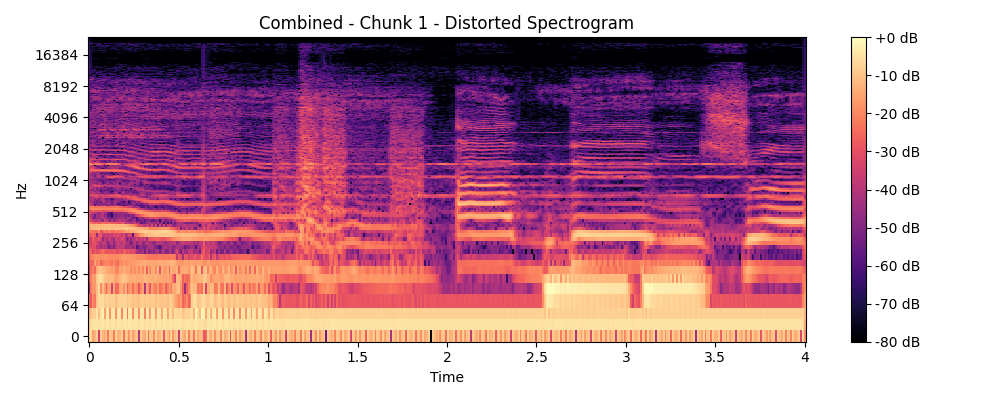 Combined - Chunk 1 - Distorted Spectrogram
Hz
16384
8192
4096
2048
1024
512
256
128
64
0
0 0.5 1 1.5 2 2.5 3 3.5 4
Time
+0 dB
-10 dB
-20 dB
-30 dB
-40 dB
-50 dB
-60 dB
-70 dB
-80 dB